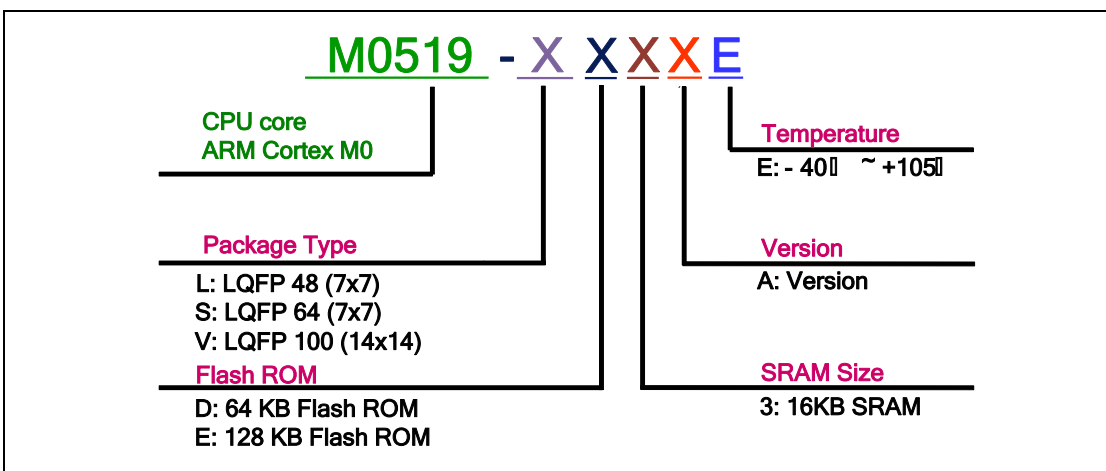 M0519 - X X X X E
CPU core
ARM Cortex M0
Package Type
L: LQFP 48 (7x7)
S: LQFP 64 (7x7)
V: LQFP 100 (14x14)
Flash ROM
D: 64 KB Flash ROM
E: 128 KB Flash ROM
Temperature
E: - 40▯ ~ +105▯
Version
A: Version
SRAM Size
3: 16KB SRAM